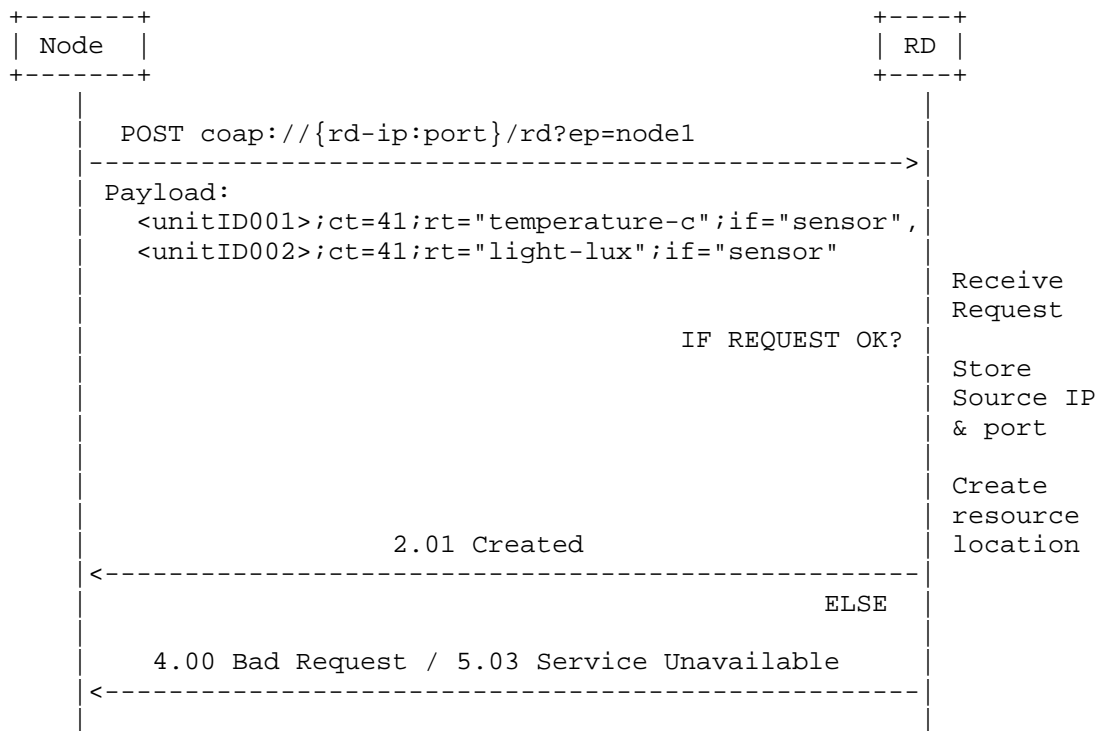 Node RD
POST coap://{rd-ip:port}/rd?ep=node1
Payload:
<unitID001>;ct=41;rt="temperature-c";if="sensor",
<unitID002>;ct=41;rt="light-lux";if="sensor"
Receive
Request
IF REQUEST OK?
Store
Source IP
& port
Create
resource
2.01 Created location
ELSE
4.00 Bad Request / 5.03 Service Unavailable